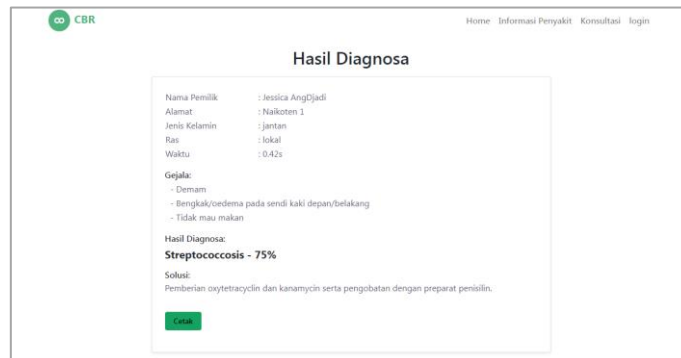 CBR
Home Informasi Penyakit Konsultasi login
Hasil Diagnosa
Nama Pemilik : Jessica AngDjadi
Alamat : Naikoten 1
Jenis Kelamin : jantan
Ras : lokal
Waktu : 0.42s
Gejala:
- Demam
- Bengkak/oedema pada sendi kaki depan/belakang
- Tidak mau makan
Hasil Diagnosa:
Streptococcosis - 75%
Solusi:
Pemberian oxytetracyclin dan kanamycin serta pengobatan dengan preparat penisilin.
Cetak